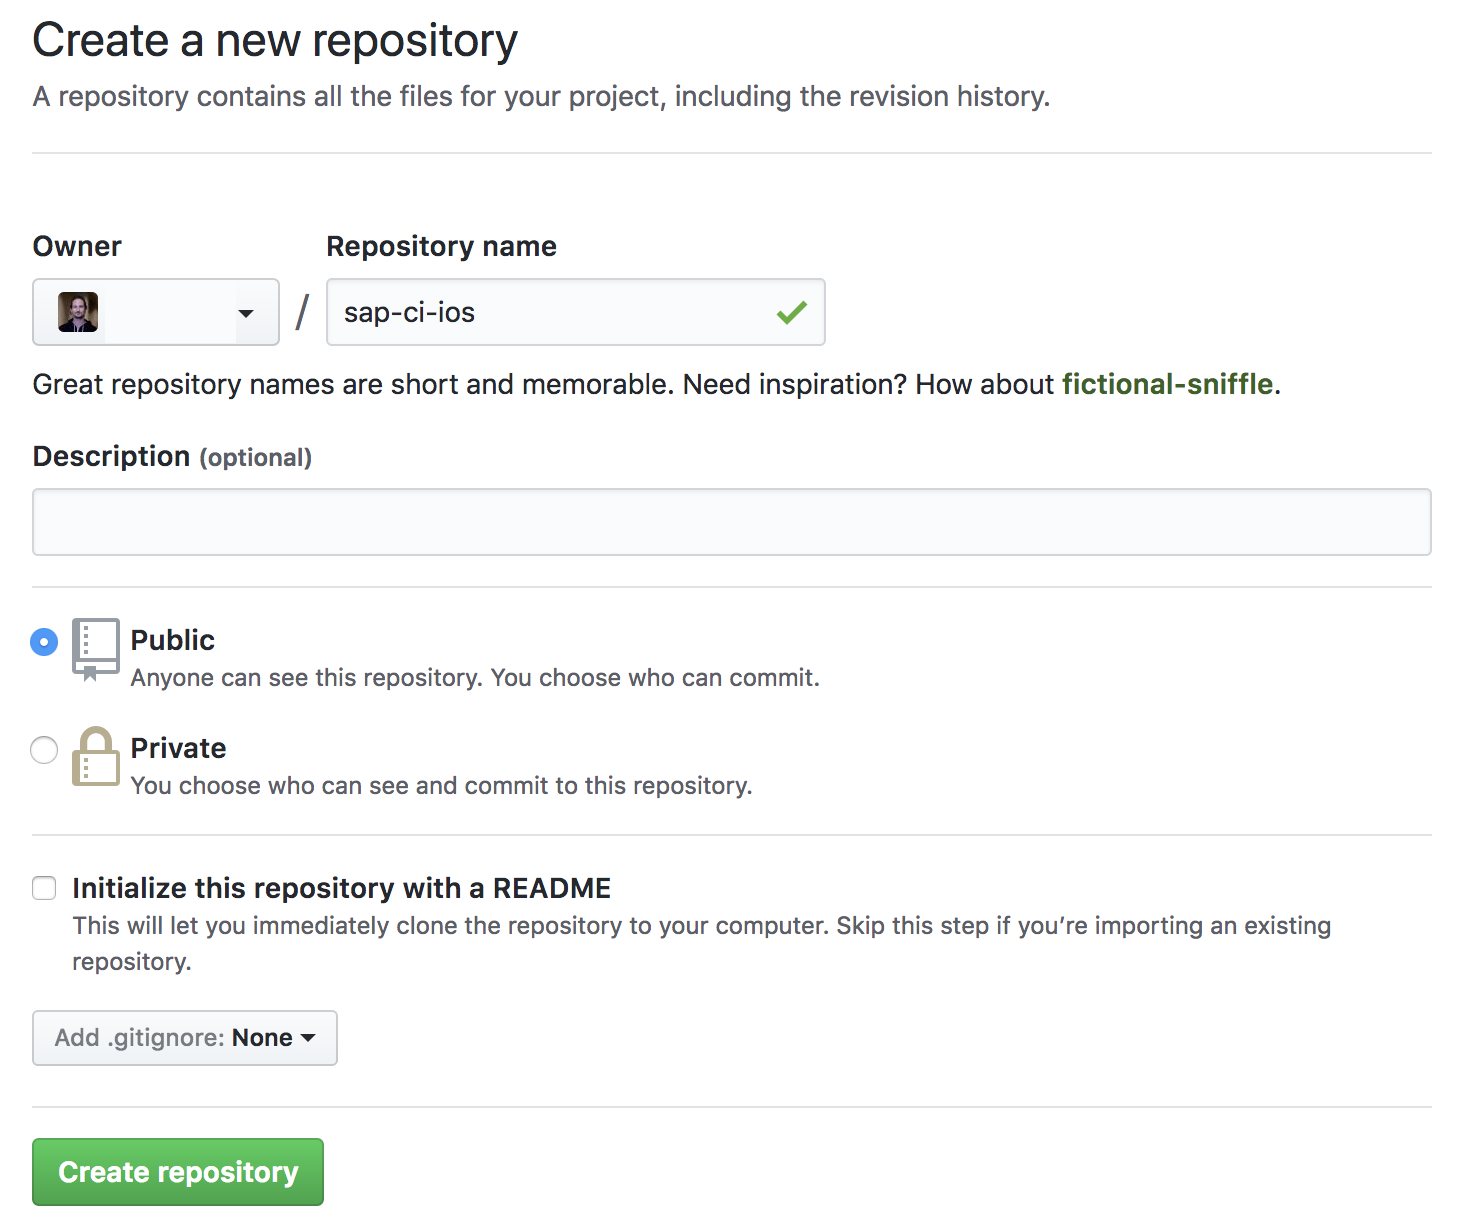 Create a new repository
A repository contains all the files for your project, including the revision history.
Owner
Repository name
/
sap-ci-ios
Great repository names are short and memorable. Need inspiration? How about fictional-sniffle.
Description (optional)
Public
Anyone can see this repository. You choose who can commit.
Private
You choose who can see and commit to this repository.
Initialize this repository with a README
This will let you immediately clone the repository to your computer. Skip this step if you’re importing an existing
repository.
Add .gitignore: None
Create repository